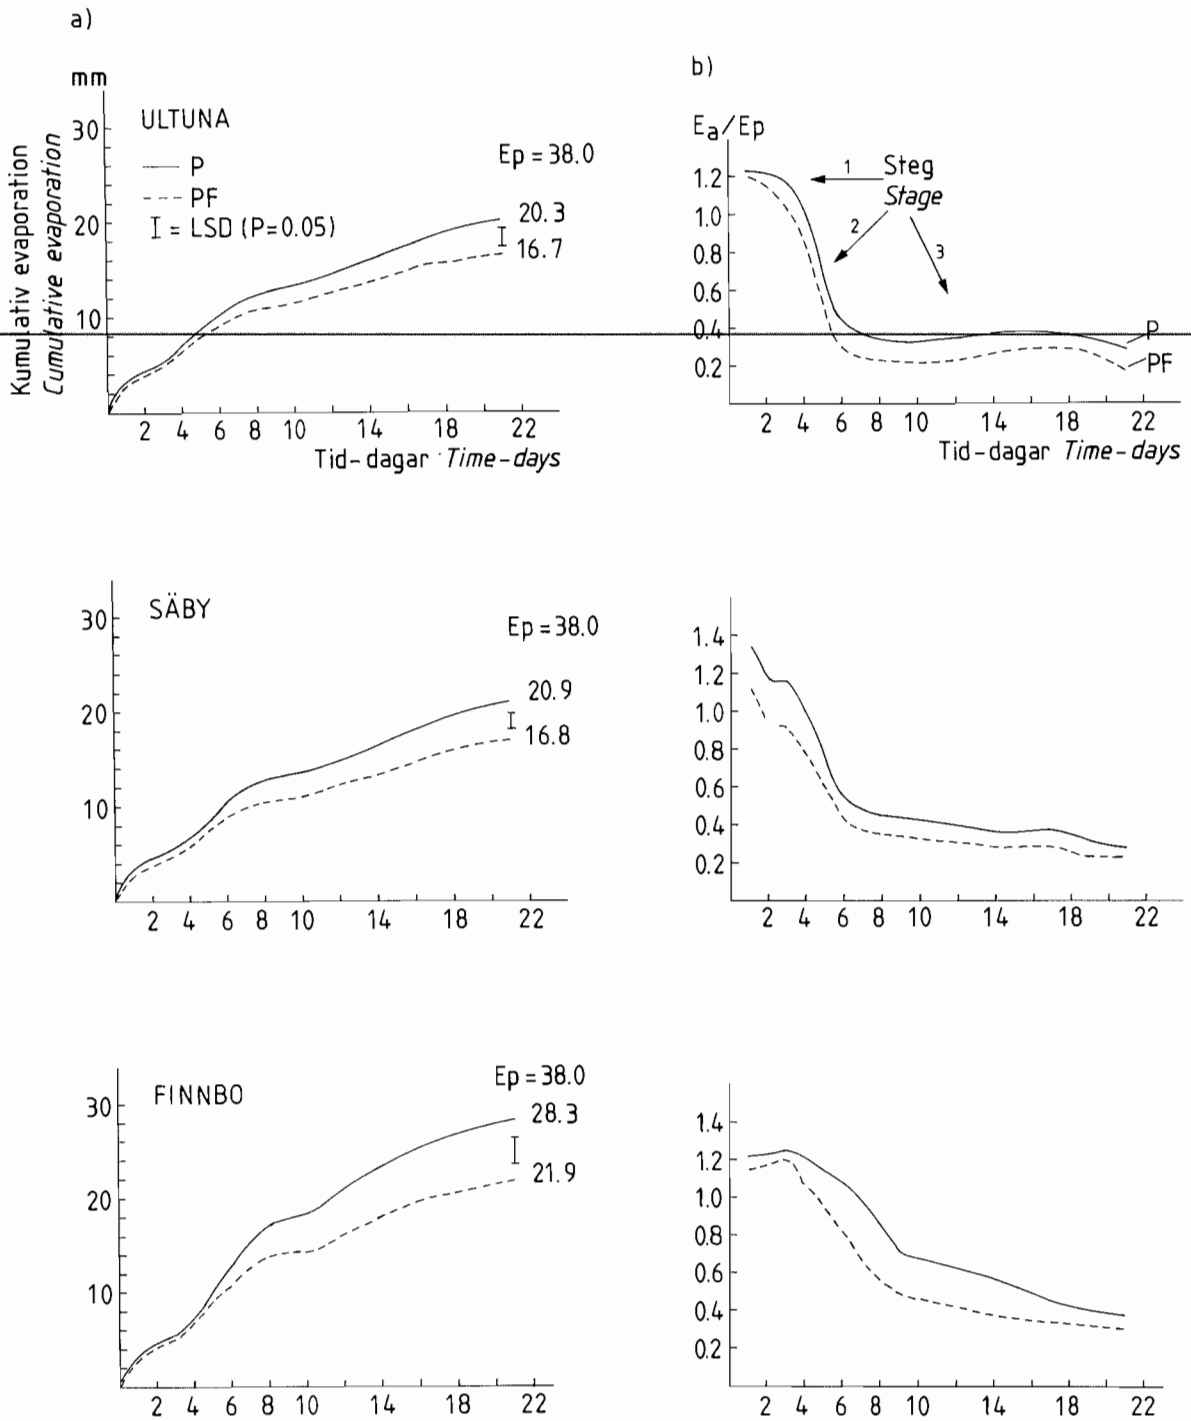 a)
mm
Kumulativ evaporation
Cumulative evaporation
ULTUNA
P
PF
I = LSD (P=0.05)
Ep = 38.0
20.3
16.7
30
20
10
2 4 6 8 10 14 18 22
Tid-dagar Time-days
b)
Ea/Ep
1 Steg
Stage
2
3
1.2
1.0
0.8
0.6
0.4
0.2
P
PF
2 4 6 8 10 14 18 22
Tid-dagar Time-days
SÄBY
Ep = 38.0
20.9
16.8
30
20
10
2 4 6 8 10 14 18 22
1.4
1.2
1.0
0.8
0.6
0.4
0.2
2 4 6 8 10 14 18 22
FINNBO
Ep = 38.0
28.3
21.9
30
20
10
2 4 6 8 10 14 18 22
1.4
1.2
1.0
0.8
0.6
0.4
0.2
2 4 6 8 10 14 18 22